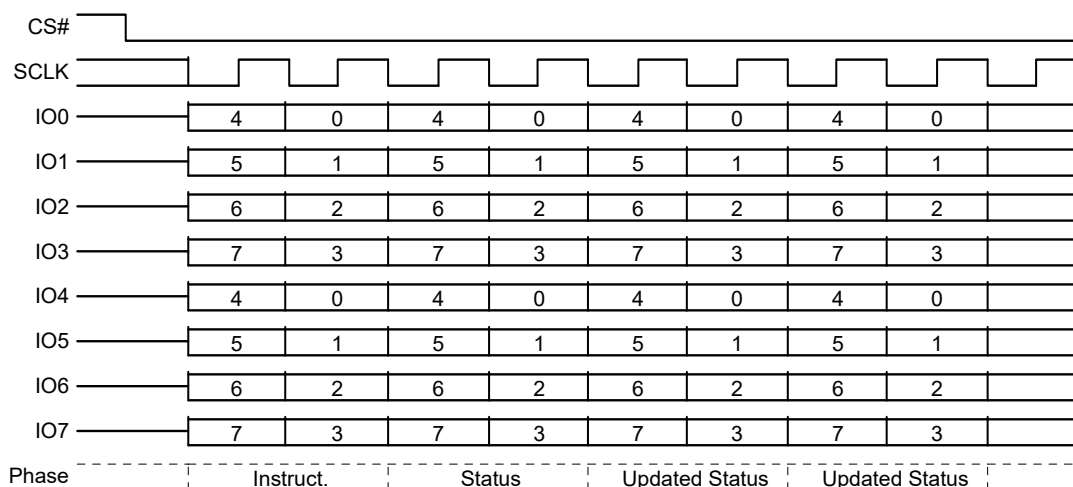 CS#
SCLK
IO0 4 0 4 0 4 0 4 0
IO1 5 1 5 1 5 1 5 1
IO2 6 2 6 2 6 2 6 2
IO3 7 3 7 3 7 3 7 3
IO4 4 0 4 0 4 0 4 0
IO5 5 1 5 1 5 1 5 1
IO6 6 2 6 2 6 2 6 2
IO7 7 3 7 3 7 3 7 3
Phase Instruct. Status Updated Status Updated Status